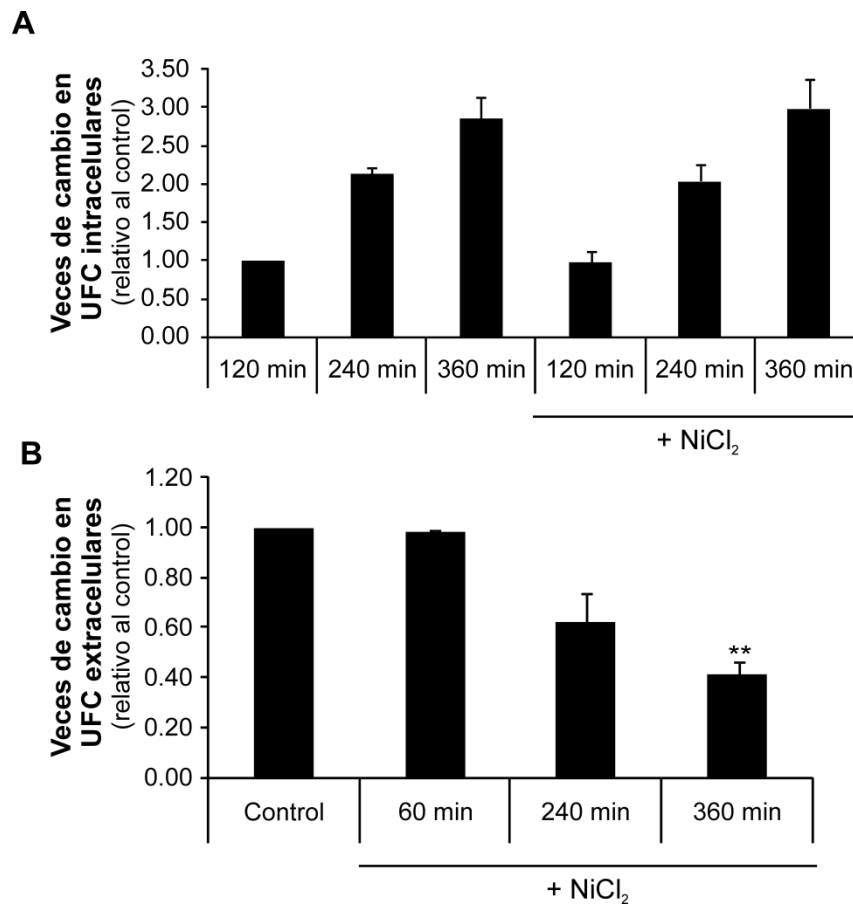 A
Veces de cambio en
UFC intracelulares
(relativo al control)
3.50
3.00
2.50
2.00
1.00
0.50
0.00
120 min 240 min 360 min 120 min 240 min 360 min
+ NiCl₂
B
Veces de cambio en
UFC extracelulares
(relativo al control)
1.20
1.00
0.80
0.60
0.40
0.20
0.00
**
Control 60 min 240 min 360 min
+ NiCl₂